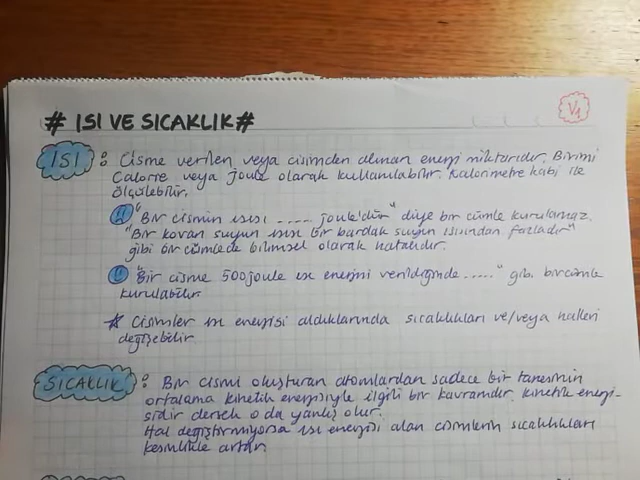 # ISI VE SICAKLIK #
V1
ISI : Cisme verilen veya cisimden alınan enerji miktarıdır. Birimi
Calorie veya joule olarak kullanılabilir. Kalorimetre kabı ile
ölçülebilir.
"Bir cismin ısısı ..... joule'dür" diye bir cümle kurulamaz.
"Bir kovan suyun ısısı bir bardak suyun ısısından fazladır"
gibi bir cümlede bilimsel olarak hatalıdır.
"Bir cisme 500 joule ısı enerjisi verildiğinde ....." gibi bir cümle
kurulabilir.
* Cisimler ısı enerjisi aldıklarında sıcaklıkları ve/veya halleri
değişebilir.
SICAKLIK : Bir cismi oluşturan atomlardan sadece bir tanesinin
ortalama kinetik enerjisiyle ilgili bir kavramdır. Kinetik enerji-
sidir dersek o da yanlış olur.
Hal değiştirmiyorsa ısı enerjisi alan cisimlerin sıcaklıkları
kesinlikle artar.